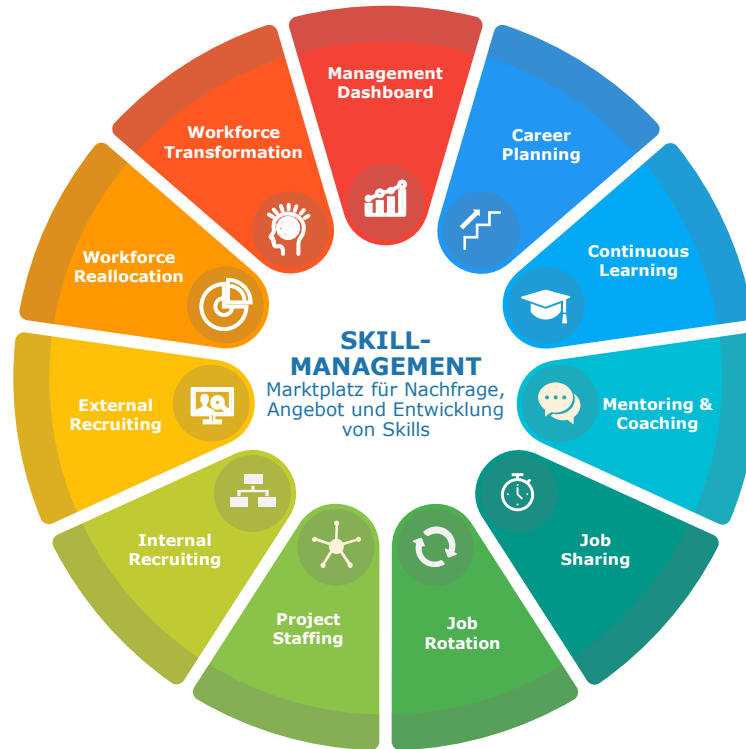 Management
Dashboard
Career
Planning
Continuous
Learning
Mentoring &
Coaching
Job
Sharing
Job
Rotation
Project
Staffing
Internal
Recruiting
External
Recruiting
Workforce
Reallocation
Workforce
Transformation
SKILL-
MANAGEMENT
Marktplatz für Nachfrage,
Angebot und Entwicklung
von Skills